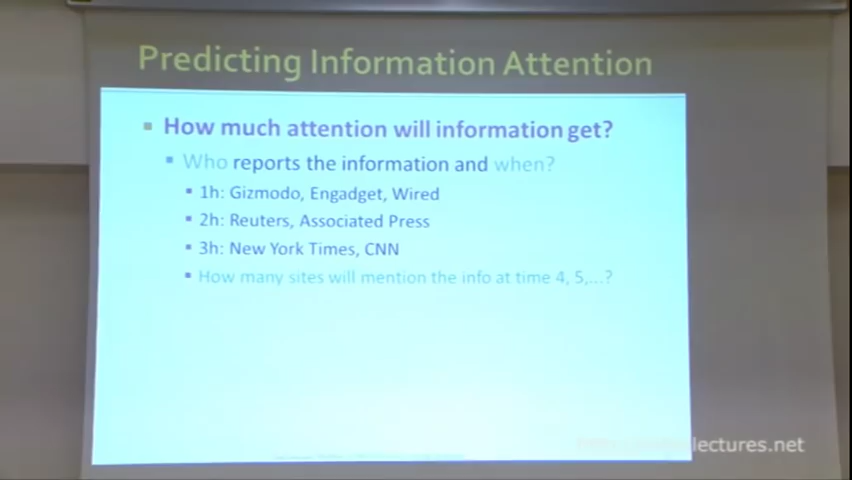 Predicting Information Attention
How much attention will information get?
Who reports the information and when?
1h: Gizmodo, Engadget, Wired
2h: Reuters, Associated Press
3h: New York Times, CNN
How many sites will mention the info at time 4, 5,...?
lectures.net